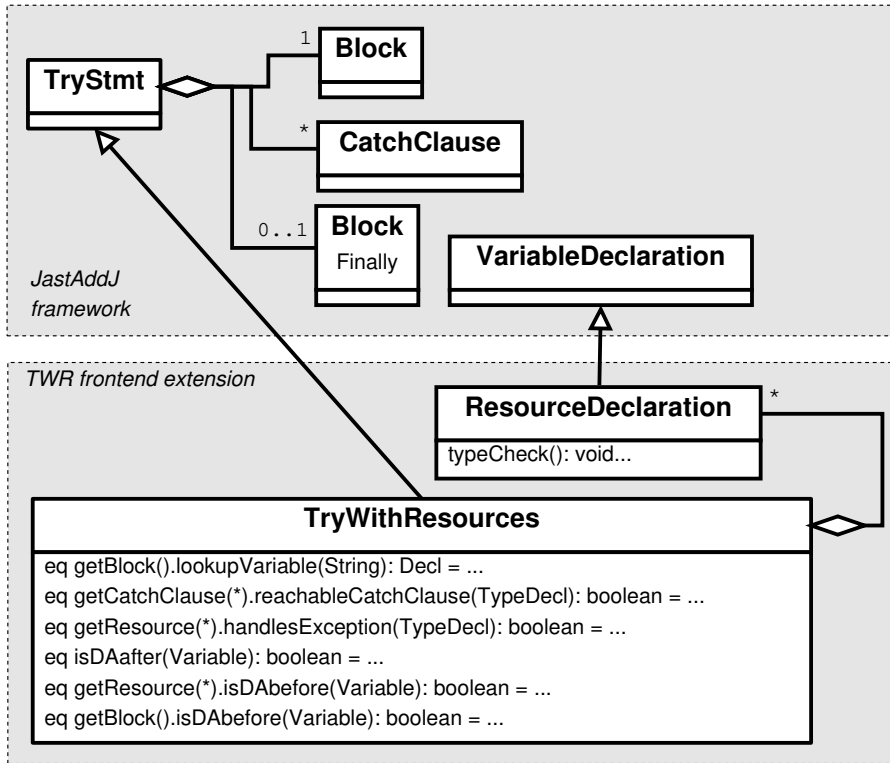 TryStmt
1
Block
*
CatchClause
0..1
Block
Finally
VariableDeclaration
JastAddJ
framework
TWR frontend extension
ResourceDeclaration
*
typeCheck(): void...
TryWithResources
eq getBlock().lookupVariable(String): Decl = ...
eq getCatchClause(*).reachableCatchClause(TypeDecl): boolean = ...
eq getResource(*).handlesException(TypeDecl): boolean = ...
eq isDAafter(Variable): boolean = ...
eq getResource(*).isDAbefore(Variable): boolean = ...
eq getBlock().isDAbefore(Variable): boolean = ...